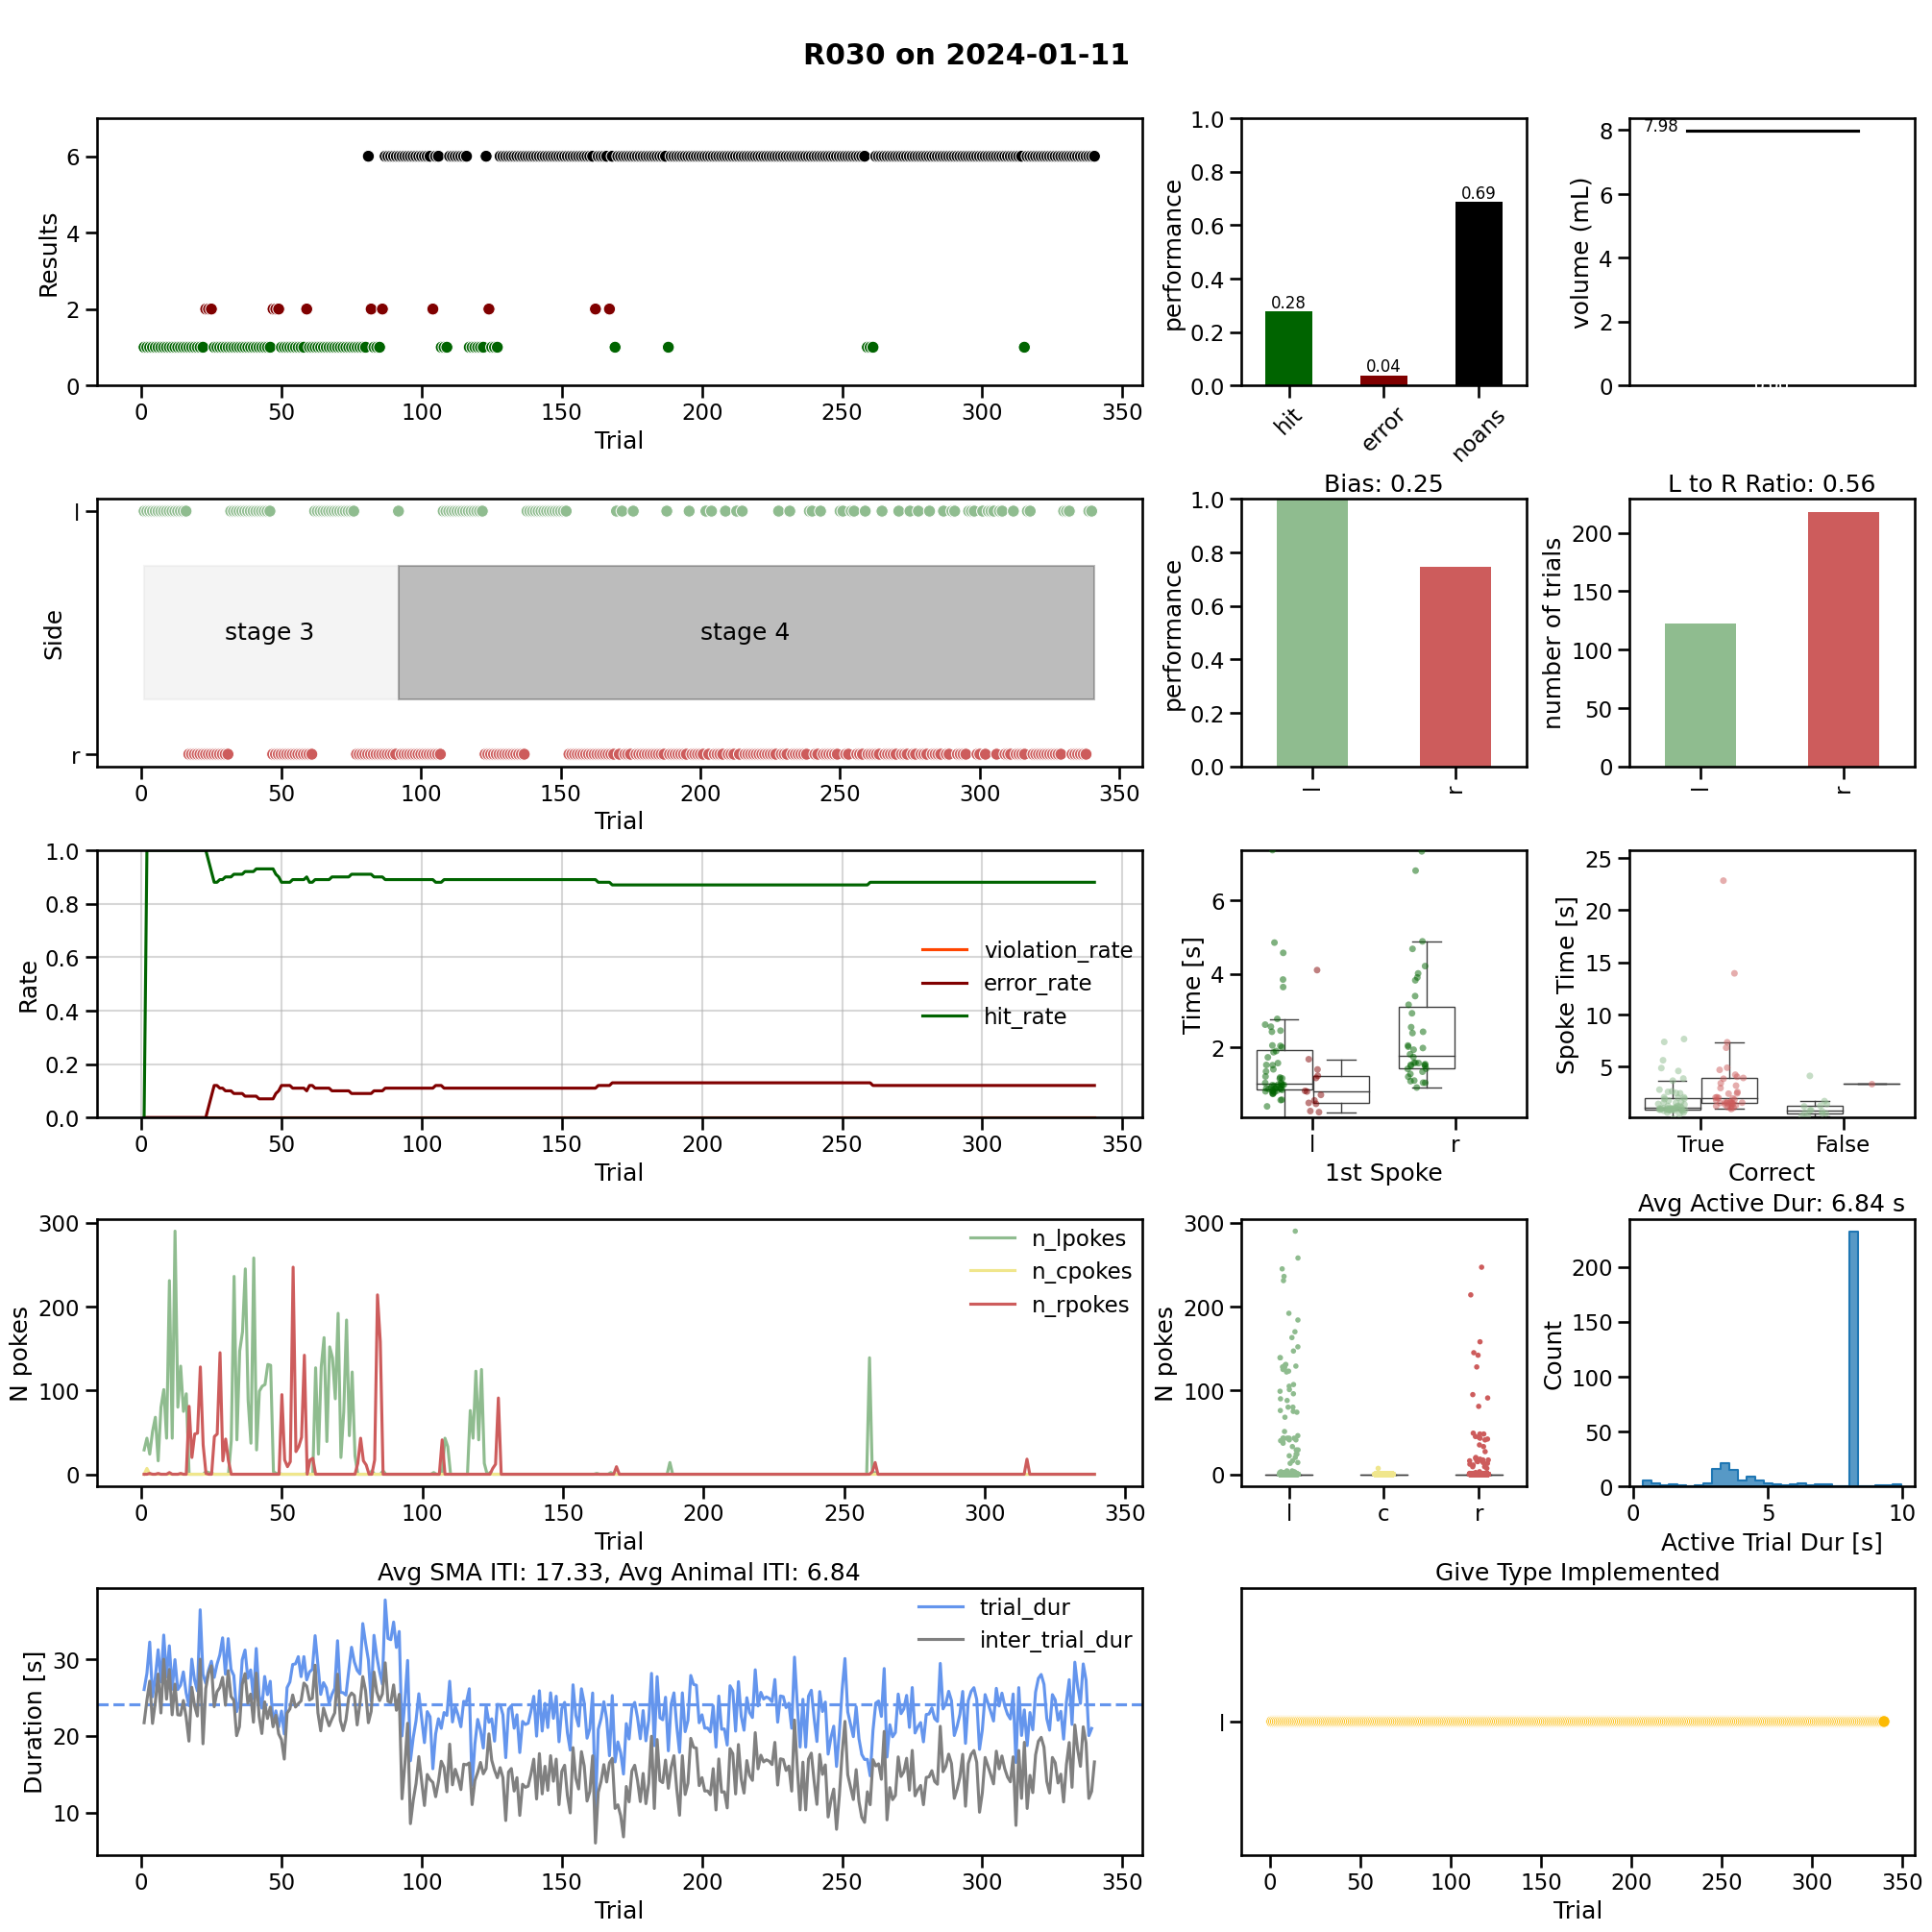 R030 on 2024-01-11
Results
6
4
2
0
0 50 100 150 200 250 300 350
Trial
performance
1.0
0.8
0.6
0.4
0.2
0.0
0.28
0.04
0.69
hit error noans
volume (mL)
8
6
4
2
0
7.98
Side
l
r
stage 3
stage 4
0 50 100 150 200 250 300 350
Trial
Bias: 0.25
performance
1.0
0.8
0.6
0.4
0.2
0.0
l r
L to R Ratio: 0.56
number of trials
200
150
100
50
0
l r
Rate
1.0
0.8
0.6
0.4
0.2
0.0
violation_rate
error_rate
hit_rate
0 50 100 150 200 250 300 350
Trial
Time [s]
6
4
2
l r
1st Spoke
Spoke Time [s]
25
20
15
10
5
True False
Correct
N pokes
300
200
100
0
n_lpokes
n_cpokes
n_rpokes
0 50 100 150 200 250 300 350
Trial
N pokes
300
200
100
0
l c r
Avg Active Dur: 6.84 s
Count
200
150
100
50
0
0 5 10
Active Trial Dur [s]
Avg SMA ITI: 17.33, Avg Animal ITI: 6.84
Duration [s]
30
20
10
trial_dur
inter_trial_dur
0 50 100 150 200 250 300 350
Trial
Give Type Implemented
l
0 50 100 150 200 250 300 350
Trial